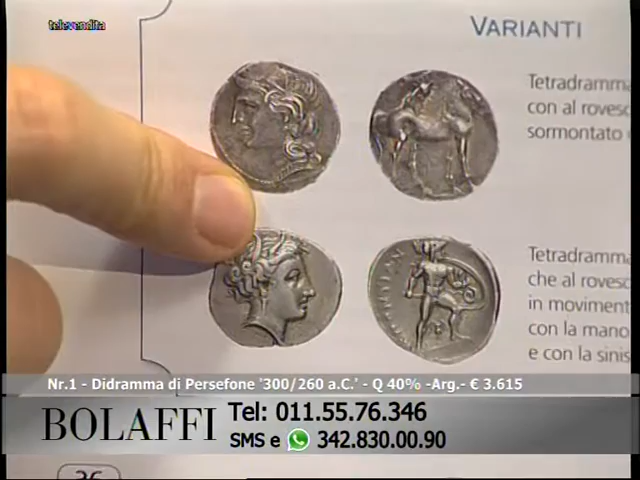 televendita
VARIANTI
Tetradramma
con al rovesc
sormontato
Tetradramma
che al rovesc
in moviment
con la mano
e con la sinis
Nr.1 - Didramma di Persefone '300/260 a.C.' - Q 40% -Arg.- € 3.615
BOLAFFI
Tel: 011.55.76.346
SMS e 342.830.00.90